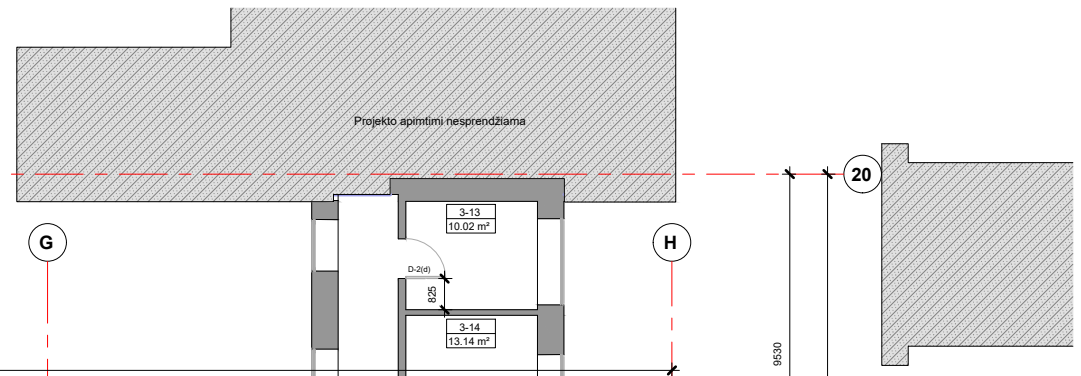 Projekto apimtimi nesprendžiama
20
3-13
10.02 m²
G
H
D-2(d)
825
3-14
13.14 m²
9530